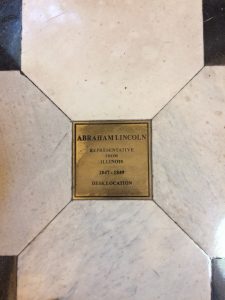 ABRAHAM LINCOLN
REPRESENTATIVE
FROM
ILLINOIS
1847-1849
DESK LOCATION